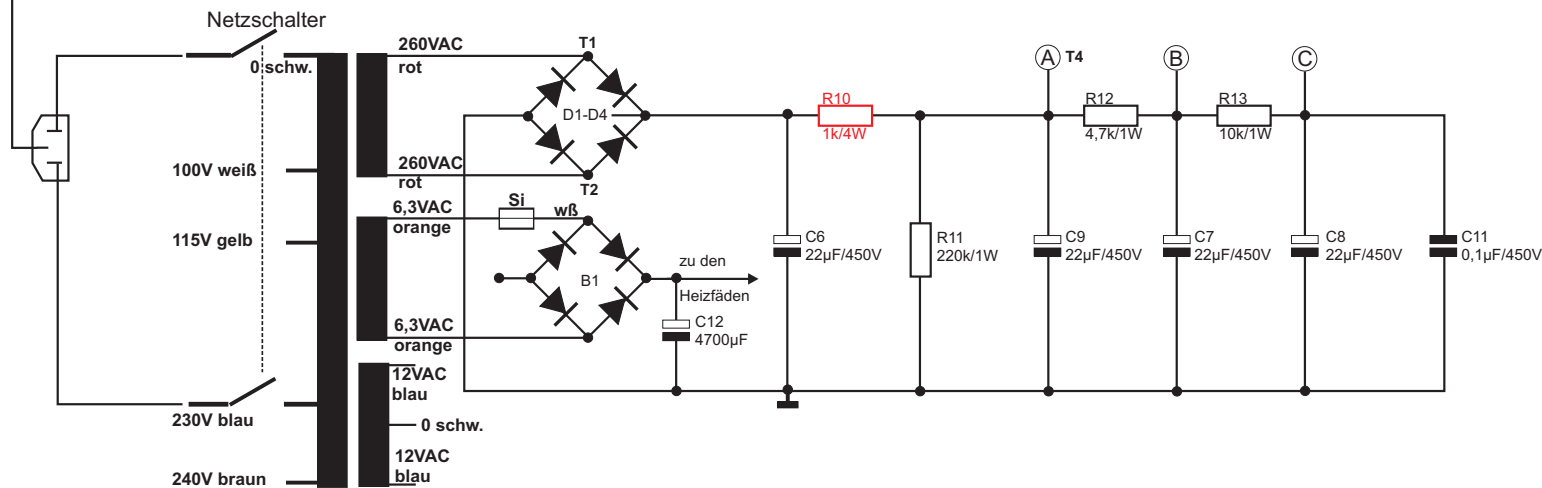 Netzschalter
0 schw.
100V weiß
115V gelb
230V blau
240V braun
260VAC
rot
260VAC
rot
6,3VAC
orange
6,3VAC
orange
12VAC
blau
0 schw.
12VAC
blau
T1
D1-D4
T2
Si
wß
B1
zu den
Heizfäden
C12
4700µF
R10
1k/4W
C6
22µF/450V
R11
220k/1W
A T4
R12
4,7k/1W
B
R13
10k/1W
C
C9
22µF/450V
C7
22µF/450V
C8
22µF/450V
C11
0,1µF/450V